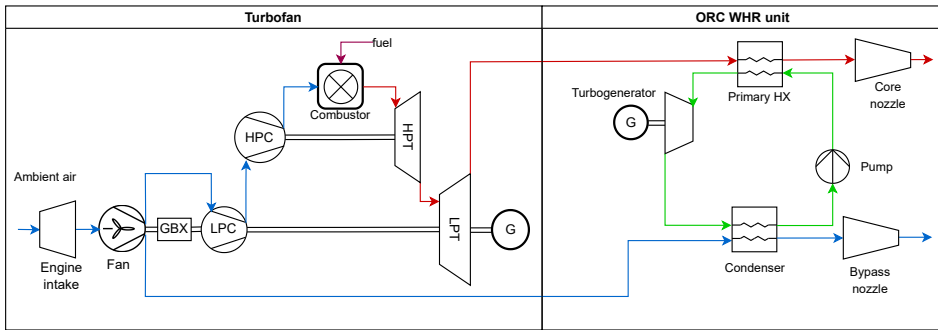 Turbofan
ORC WHR unit
fuel
Combustor
HPC
HPT
Ambient air
Engine
intake
Fan
GBX
LPC
LPT
G
Primary HX
Core
nozzle
Turbogenerator
G
Pump
Condenser
Bypass
nozzle